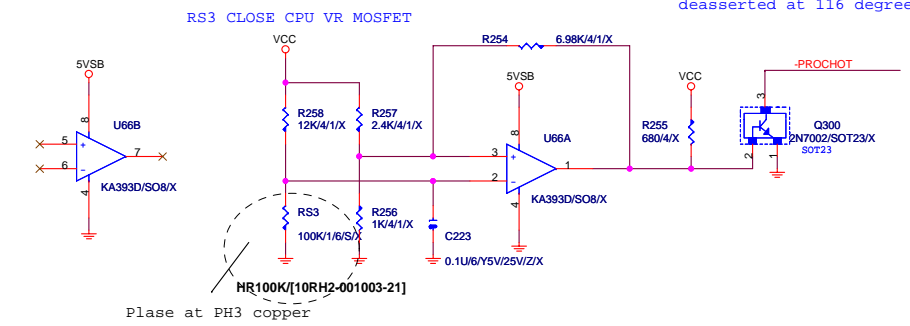 deasserted at 116 degree
RS3 CLOSE CPU VR MOSFET
VCC
R254
6.98K/4/1/X
-PROCHOT
5VSB
5VSB
VCC
3
8
U66B
R258
12K/4/1/X
R257
2.4K/4/1/X
8
U66A
R255
680/4/X
Q300
2N7002/SOT23/X
SOT23
5
+
7
6
-
3
+
1
2
-
2
1
4
KA393D/SO8/X
4
KA393D/SO8/X
RS3
100K/1/6/S/X
R256
1K/4/1/X
C223
0.1U/6/Y5V/25V/Z/X
HR100K/[10RH2-001003-21]
Plase at PH3 copper